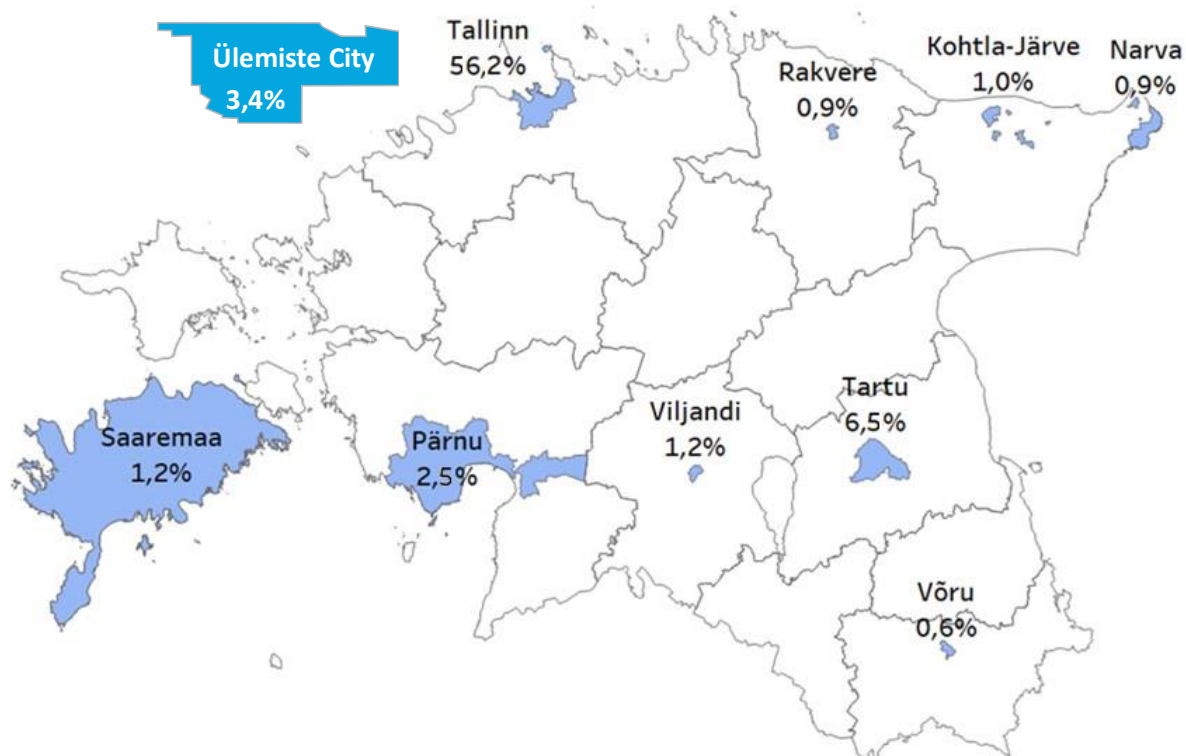 Ülemiste City
3,4%
Tallinn
56,2%
Rakvere
0,9%
Kohtla-Järve
1,0%
Narva
0,9%
Saaremaa
1,2%
Pärnu
2,5%
Viljandi
1,2%
Tartu
6,5%
Võru
0,6%